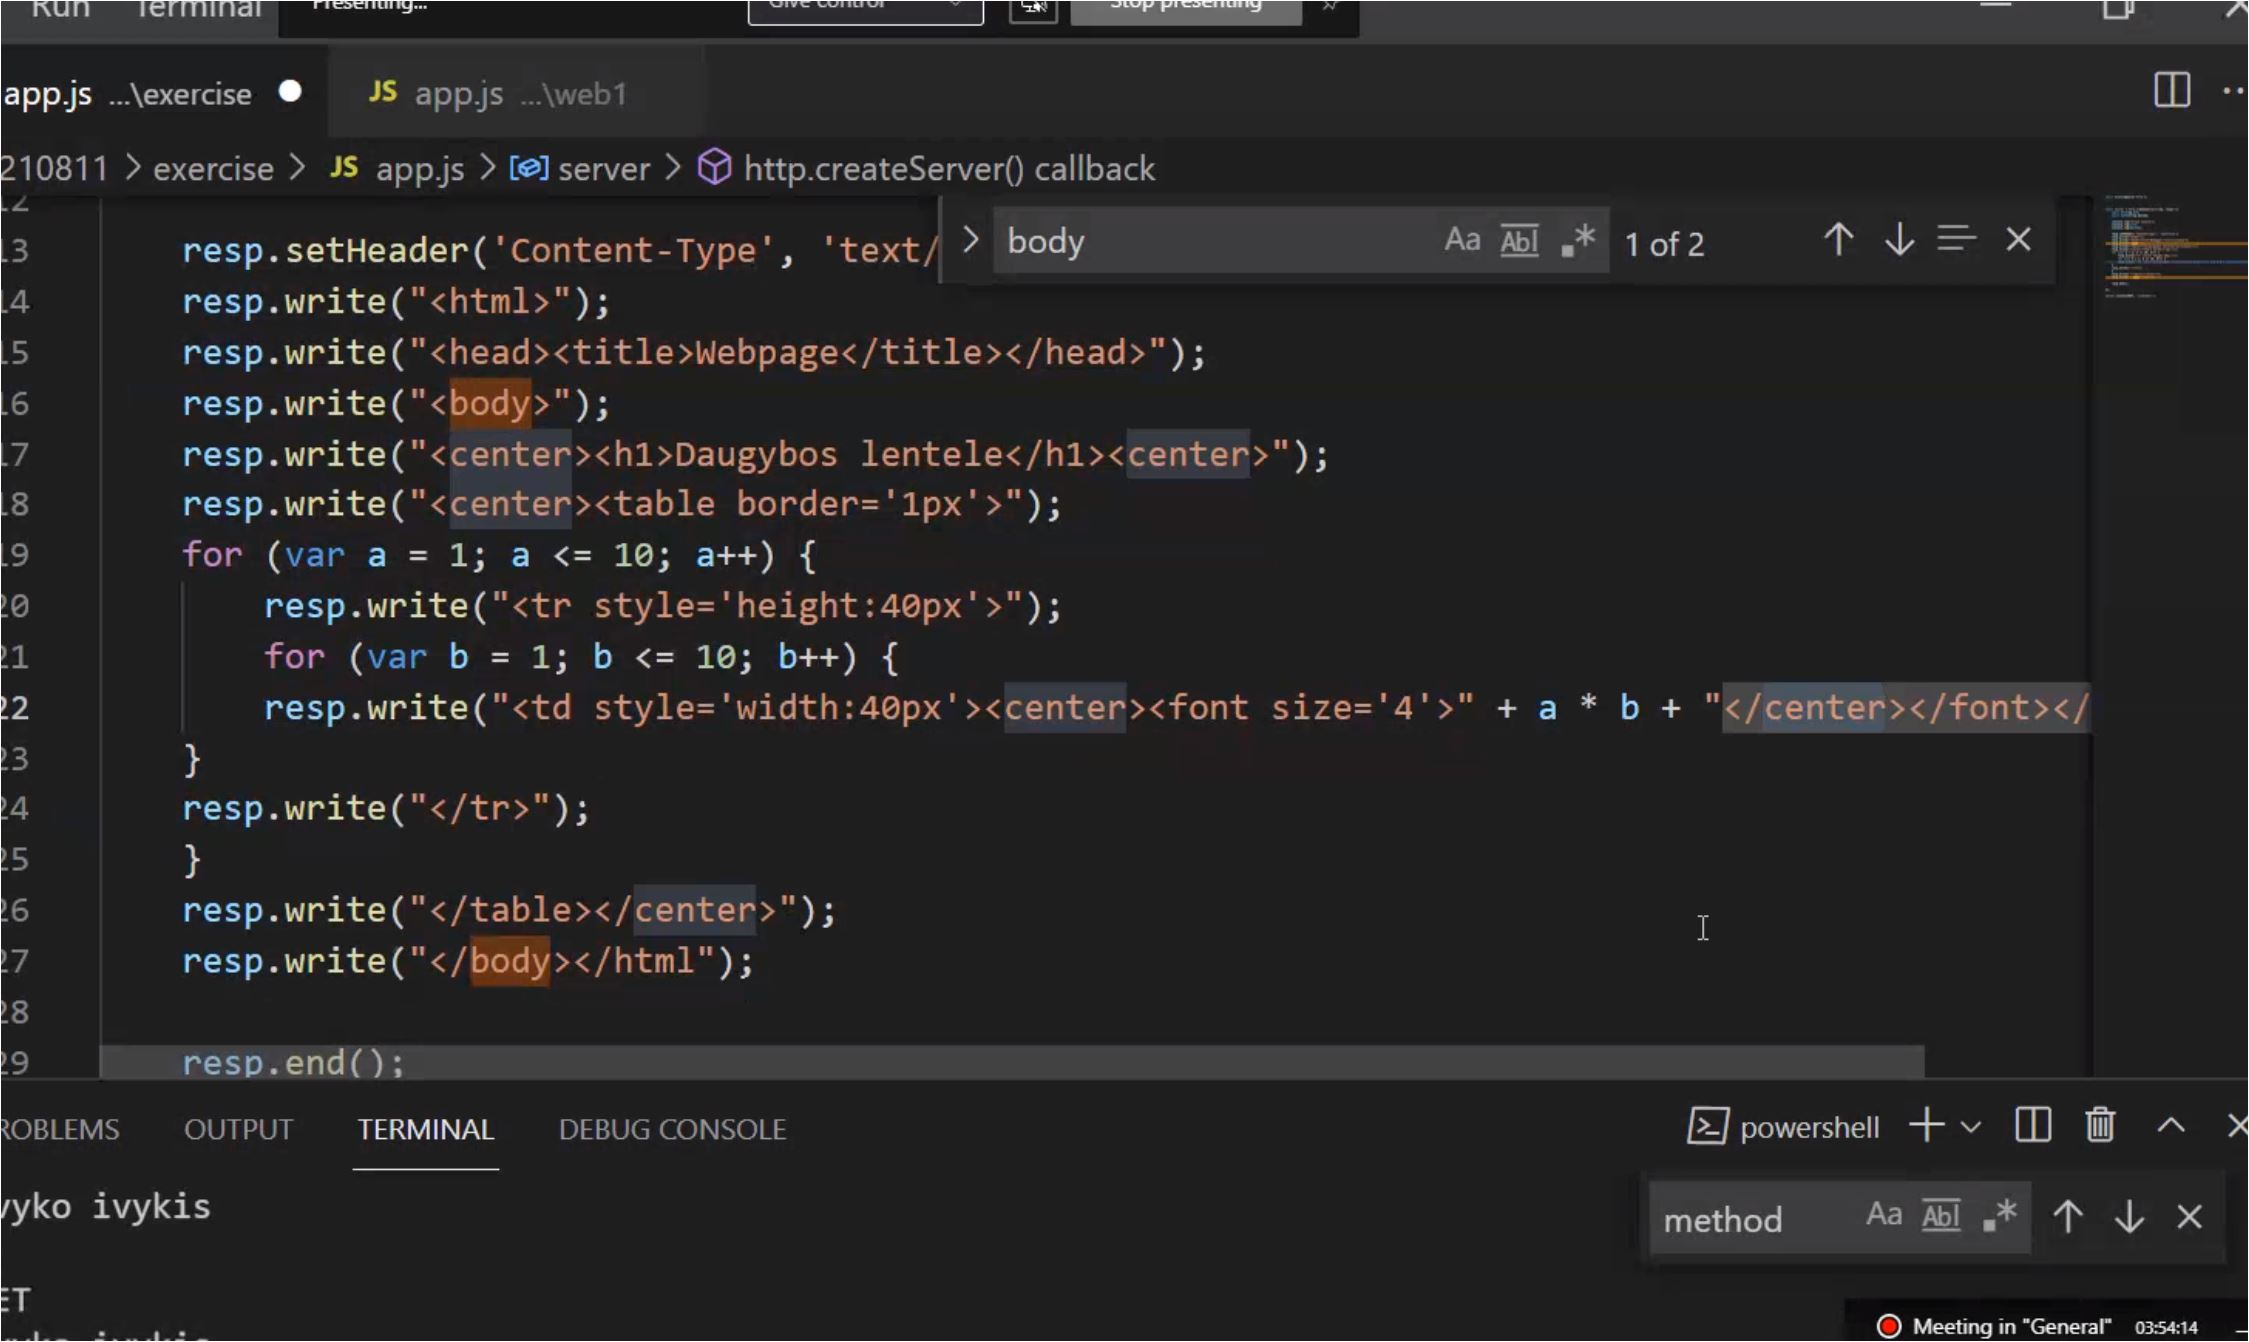 Run Terminal Presenting... Give control Stop presenting
app.js ...\exercise JS app.js ...\web1
210811 > exercise > JS app.js > server > http.createServer() callback
body Aa Abl .* 1 of 2
12
13 resp.setHeader('Content-Type', 'text/
14 resp.write("<html>");
15 resp.write("<head><title>Webpage</title></head>");
16 resp.write("<body>");
17 resp.write("<center><h1>Daugybos lentele</h1><center>");
18 resp.write("<center><table border='1px'>");
19 for (var a = 1; a <= 10; a++) {
20 resp.write("<tr style='height:40px'>");
21 for (var b = 1; b <= 10; b++) {
22 resp.write("<td style='width:40px'><center><font size='4'>" + a * b + "</center></font></
23 }
24 resp.write("</tr>");
25 }
26 resp.write("</table></center>");
27 resp.write("</body></html");
28
29 resp.end();
ROBLEMS OUTPUT TERMINAL DEBUG CONSOLE powershell
vyko ivykis
method Aa Abl .*
ET
vyko ivykis
Meeting in "General" 03:54:14